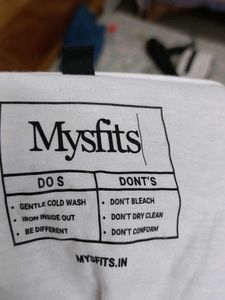 Mysfits
DO S DONT'S
• GENTLE COLD WASH • DON'T BLEACH
• IRON INSIDE OUT • DON'T DRY CLEAN
• BE DIFFERENT • DON'T CONFORM
MYSFITS.IN